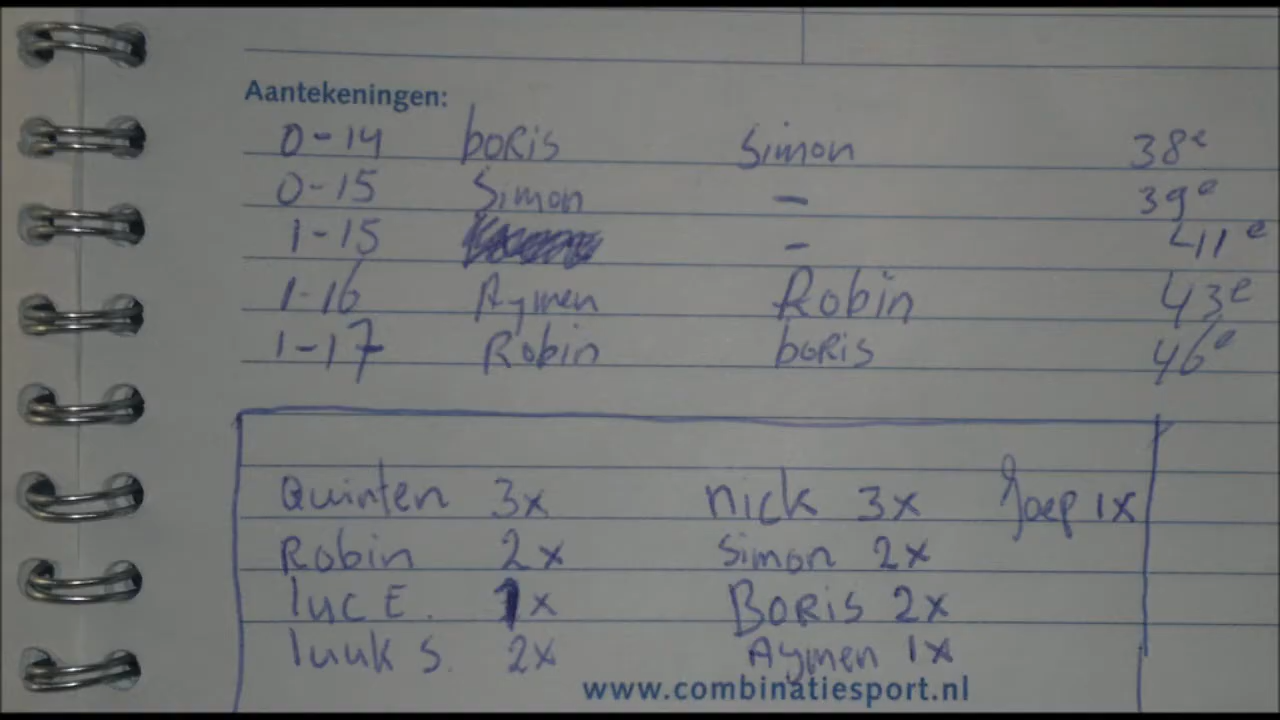 Aantekeningen:
0-14 boris Simon 38e
0-15 Simon - 39e
1-15 - 41e
1-16 Aymen Robin 43e
1-17 Robin boris 46e
Quinten 3x nick 3x Joep 1x
Robin 2x Simon 2x
luc E. 1x BORIS 2x
luuk S. 2x Aymen 1x
www.combinatiesport.nl